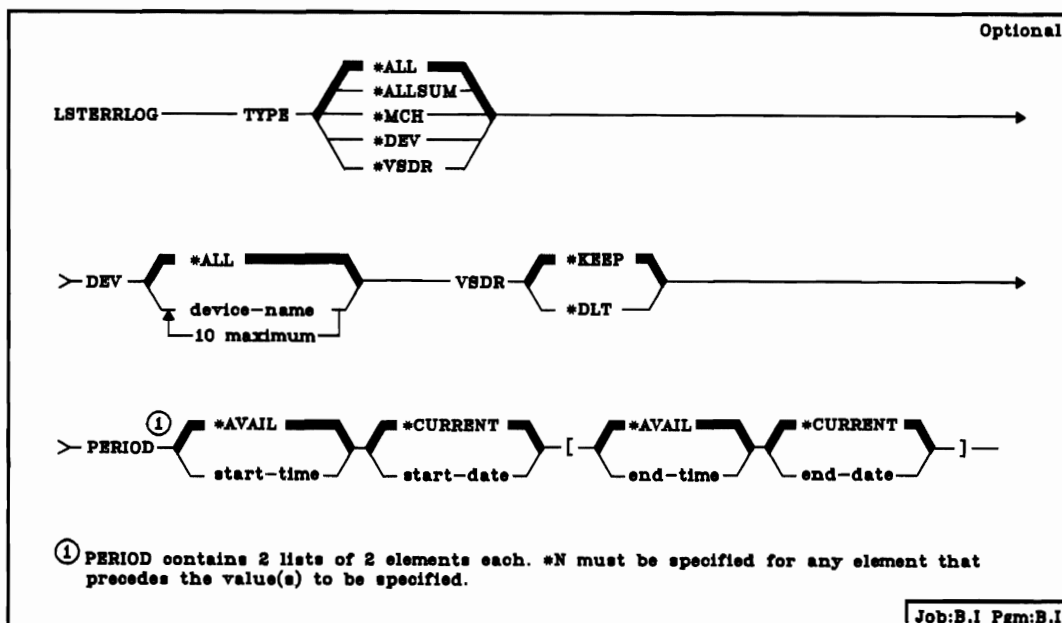 Optional
*ALL
*ALLSUM
LSTERRLOG TYPE *MCH
*DEV
*VSDR
DEV *ALL VSDR *KEEP
device-name *DLT
10 maximum
① PERIOD *AVAIL *CURRENT [ *AVAIL *CURRENT ]
start-time start-date end-time end-date
① PERIOD contains 2 lists of 2 elements each. *N must be specified for any element that
precedes the value(s) to be specified.
Job:B,I Pgm:B,I